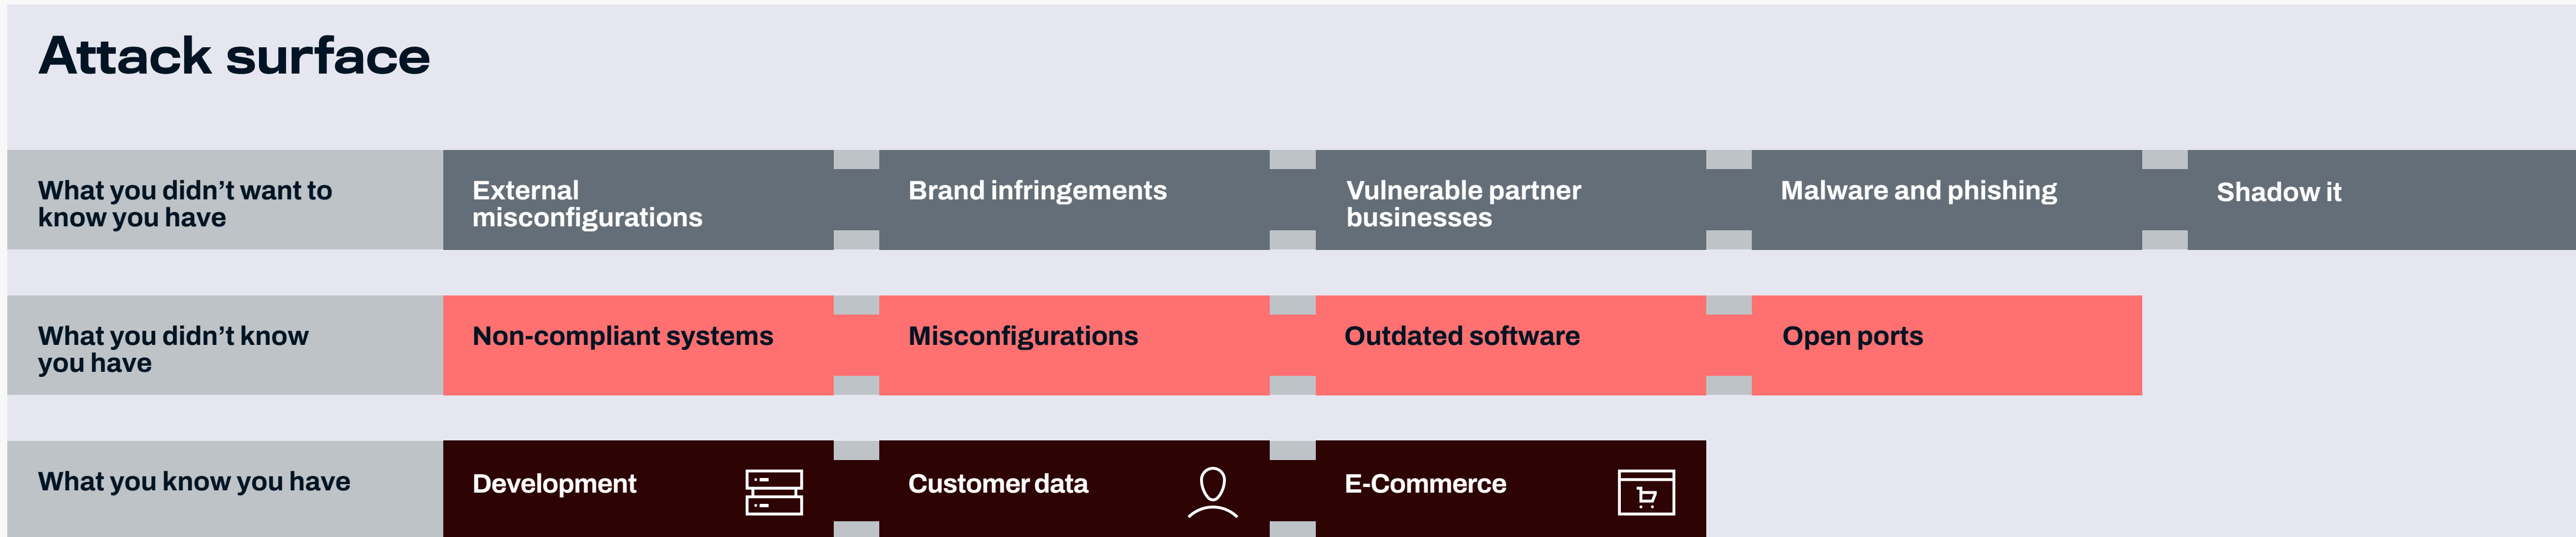 Attack surface
What you didn’t want to
know you have
External
misconfigurations
Brand infringements
Vulnerable partner
businesses
Malware and phishing
Shadow it
What you didn’t know
you have
Non-compliant systems
Misconfigurations
Outdated software
Open ports
What you know you have
Development
Customer data
E-Commerce